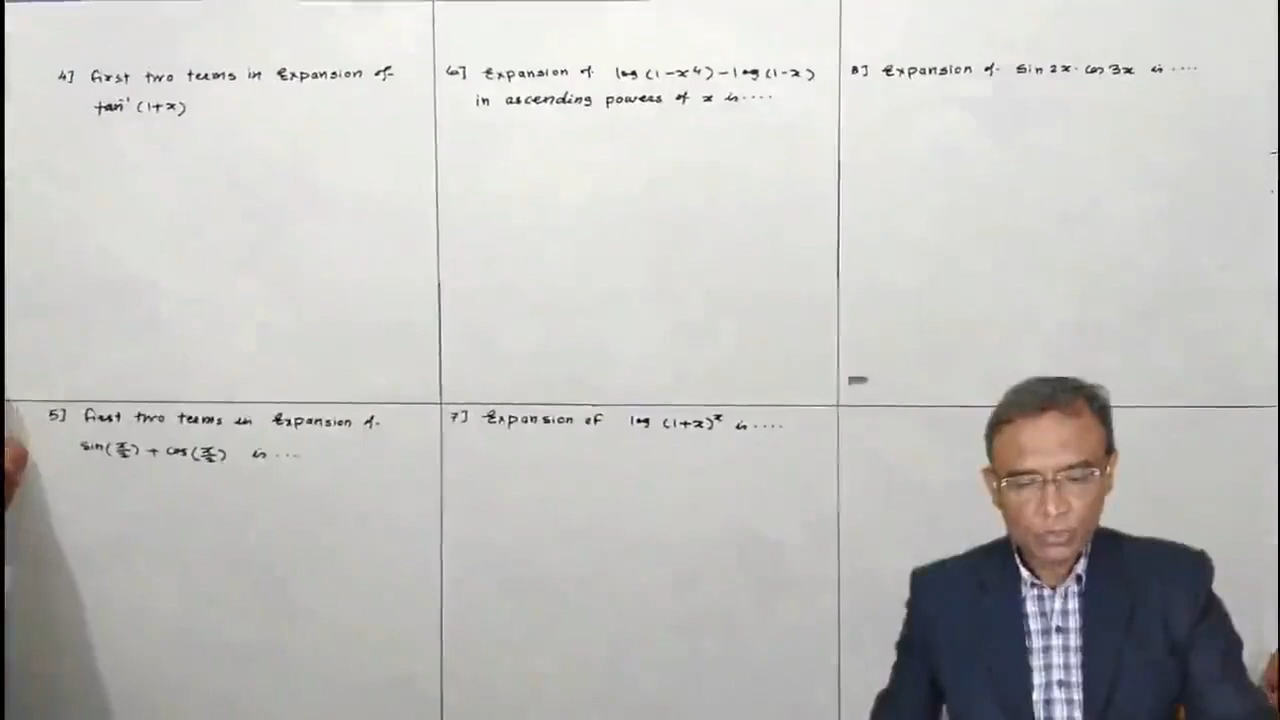 4] first two terms in Expansion of
tan⁻¹ (1+x)
5] first two terms in Expansion of
sin(x/2) + cos(x/2) is ...
6] Expansion of log (1-x⁴) - log (1-x)
in ascending powers of x is....
7] Expansion of log (1+x)ˣ is ....
8] Expansion of sin 2x · cos 3x is ....